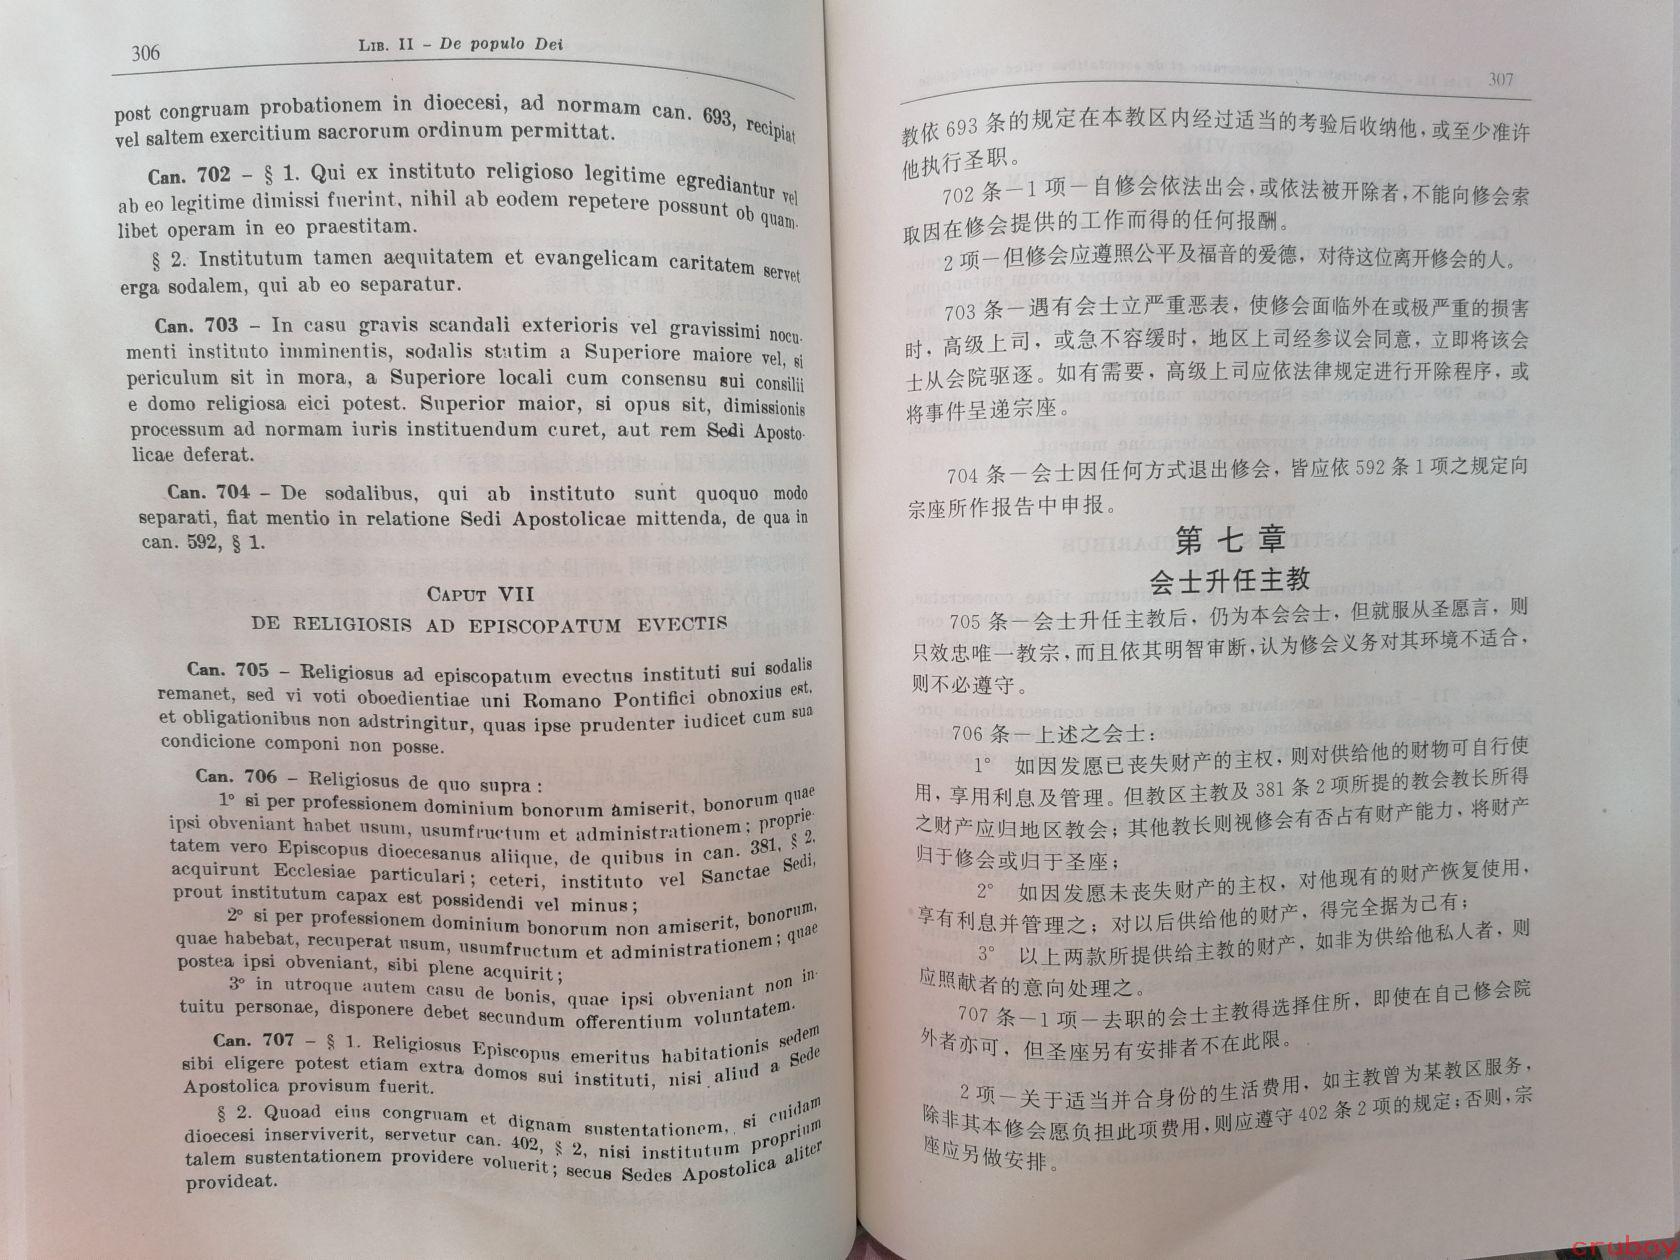 306
LIB. II – De populo Dei
post congruam probationem in dioecesi, ad normam can. 693, recipiat
vel saltem exercitium sacrorum ordinum permittat.
Can. 702 – § 1. Qui ex instituto religioso legitime egrediantur vel
ab eo legitime dimissi fuerint, nihil ab eodem repetere possunt ob quam-
libet operam in eo praestitam.
§ 2. Institutum tamen aequitatem et evangelicam caritatem servet
erga sodalem, qui ab eo separatur.
Can. 703 – In casu gravis scandali exterioris vel gravissimi nocu-
menti instituto imminentis, sodalis statim a Superiore maiore vel, si
periculum sit in mora, a Superiore locali cum consensu sui consilii
e domo religiosa eici potest. Superior maior, si opus sit, dimissionis
processum ad normam iuris instituendum curet, aut rem Sedi Aposto-
licae deferat.
Can. 704 – De sodalibus, qui ab instituto sunt quoquo modo
separati, fiat mentio in relatione Sedi Apostolicae mittenda, de qua in
can. 592, § 1.
CAPUT VII
DE RELIGIOSIS AD EPISCOPATUM EVECTIS
Can. 705 – Religiosus ad episcopatum evectus instituti sui sodalis
remanet, sed vi voti oboedientiae uni Romano Pontifici obnoxius est,
et obligationibus non adstringitur, quas ipse prudenter iudicet cum sua
condicione componi non posse.
Can. 706 – Religiosus de quo supra :
1° si per professionem dominium bonorum amiserit, bonorum quae
ipsi obveniant habet usum, usumfructum et administrationem ; proprie-
tatem vero Episcopus dioecesanus aliique, de quibus in can. 381, § 2,
acquirunt Ecclesiae particulari ; ceteri, instituto vel Sanctae Sedi,
prout institutum capax est possidendi vel minus ;
2° si per professionem dominium bonorum non amiserit, bonorum,
quae habebat, recuperat usum, usumfructum et administrationem ; quae
postea ipsi obveniant, sibi plene acquirit ;
3° in utroque autem casu de bonis, quae ipsi obveniant non in-
tuitu personae, disponere debet secundum offerentium voluntatem.
Can. 707 – § 1. Religiosus Episcopus emeritus habitationis sedem
sibi eligere potest etiam extra domos sui instituti, nisi aliud a Sede
Apostolica provisum fuerit.
§ 2. Quoad eius congruam et dignam sustentationem, si cuidam
dioecesi inserviverit, servetur can. 402, § 2, nisi institutum proprium
talem sustentationem providere voluerit ; secus Sedes Apostolica aliter
provideat.
307
教依 693 条的规定在本教区内经过适当的考验后收纳他，或至少准许
他执行圣职。
702 条－1 项－自修会依法出会，或依法被开除者，不能向修会索
取因在修会提供的工作而得的任何报酬。
2 项－但修会应遵照公平及福音的爱德，对待这位离开修会的人。
703 条－遇有会士立严重恶表，使修会面临外在或极严重的损害
时，高级上司，或急不容缓时，地区上司经参议会同意，立即将该会
士从会院驱逐。如有需要，高级上司应依法律规定进行开除程序，或
将事件呈递宗座。
704 条－会士因任何方式退出修会，皆应依 592 条 1 项之规定向
宗座所作报告中申报。
第七章
会士升任主教
705 条－会士升任主教后，仍为本会会士，但就服从圣愿言，则
只效忠唯一教宗，而且依其明智审断，认为修会义务对其环境不适合，
则不必遵守。
706 条－上述之会士：
1° 如因发愿已丧失财产的主权，则对供给他的财物可自行使
用，享用利息及管理。但教区主教及 381 条 2 项所提的教会教长所得
之财产应归地区教会；其他教长则视修会有否占有财产能力，将财产
归于修会或归于圣座；
2° 如因发愿未丧失财产的主权，对他现有的财产恢复使用，
享有利息并管理之；对以后供给他的财产，得完全据为己有；
3° 以上两款所提供给主教的财产，如非为供给他私人者，则
应照献者的意向处理之。
707 条－1 项－去职的会士主教得选择住所，即使在自己修会院
外者亦可，但圣座另有安排者不在此限。
2 项－关于适当并合身份的生活费用，如主教曾为某教区服务，
除非其本修会愿负担此项费用，则应遵守 402 条 2 项的规定；否则，宗
座应另做安排。
cruboy